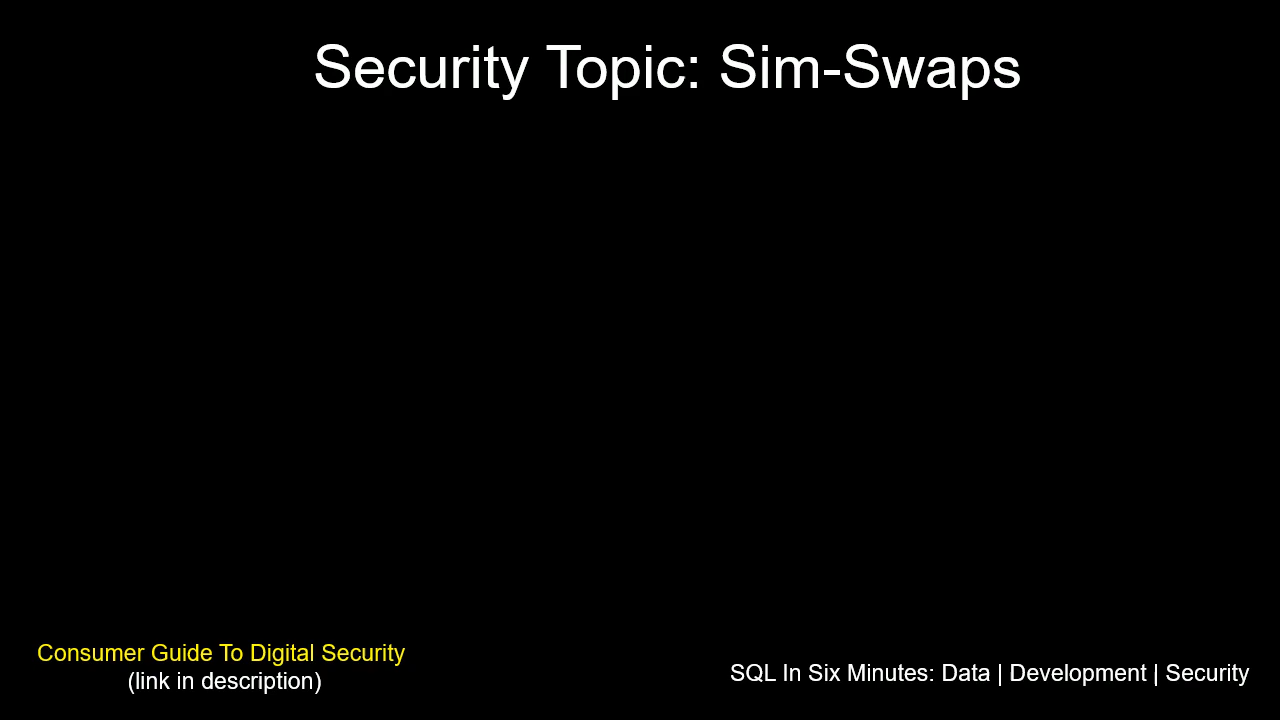 Security Topic: Sim-Swaps
Consumer Guide To Digital Security
(link in description)
SQL In Six Minutes: Data | Development | Security